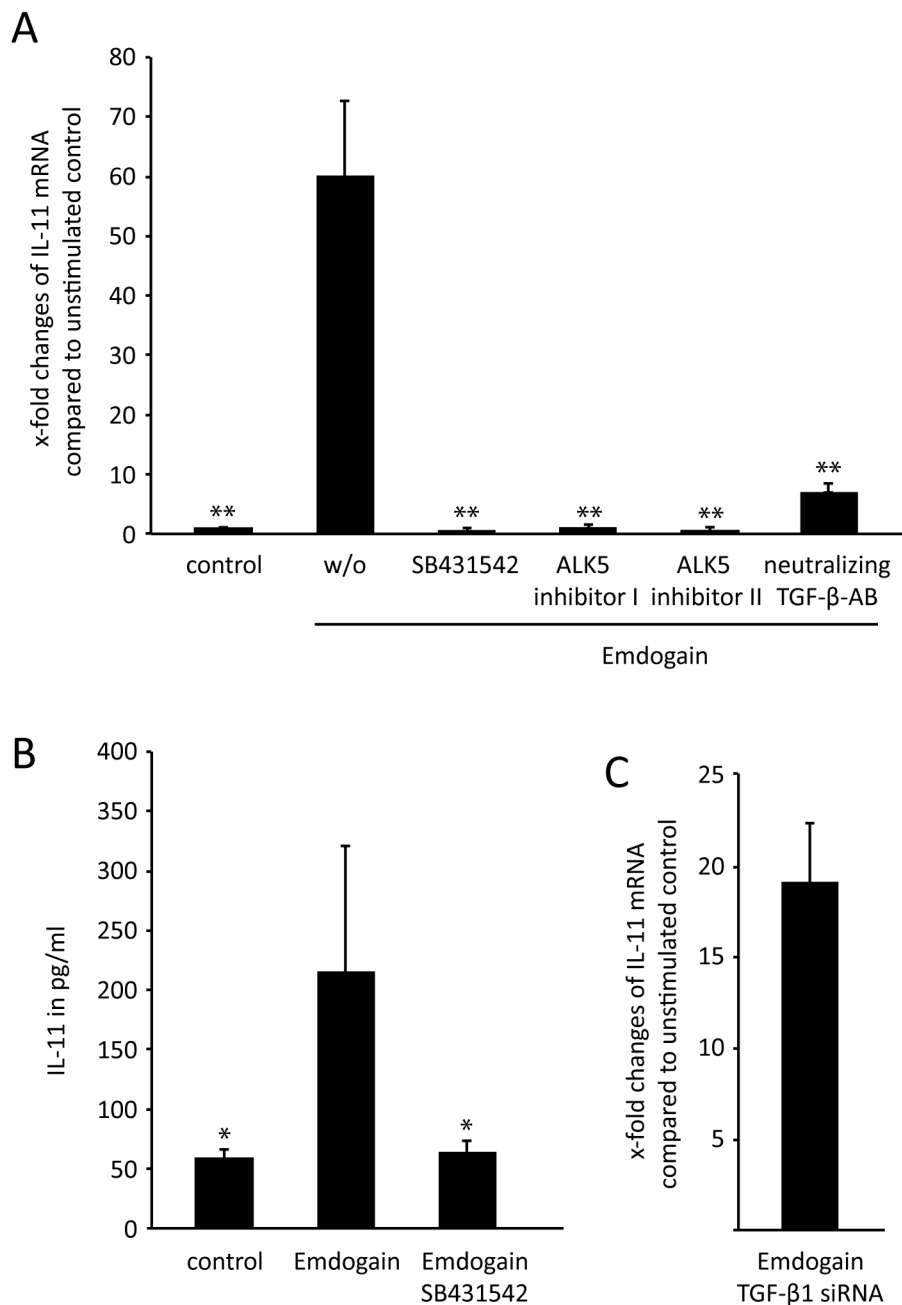 A
x-fold changes of IL-11 mRNA
compared to unstimulated control
80
70
60
50
40
30
20
10
0
**
**
**
**
**
control
w/o
SB431542
ALK5
inhibitor I
ALK5
inhibitor II
neutralizing
TGF-β-AB
Emdogain
B
IL-11 in pg/ml
400
350
300
250
200
150
100
50
0
*
*
control
Emdogain
Emdogain
SB431542
C
x-fold changes of IL-11 mRNA
compared to unstimulated control
25
20
15
10
5
Emdogain
TGF-β1 siRNA